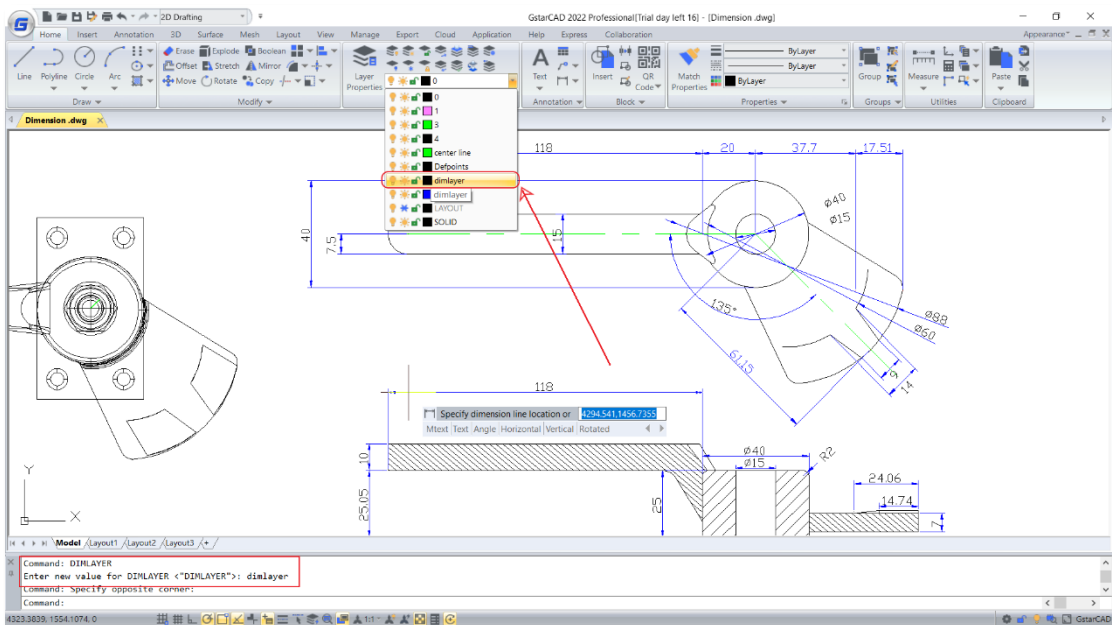 2D Drafting
GstarCAD 2022 Professional[Trial day left 16] - [Dimension .dwg]
Home Insert Annotation 3D Surface Mesh Layout View Manage Export Cloud Application Help Express Collaboration Appearance
Line Polyline Circle Arc
Erase Explode Boolean
Offset Stretch Mirror
Move Rotate Copy
Layer Properties
0
Text
Insert QR Code
Match Properties
ByLayer
ByLayer
ByLayer
Group
Measure
Paste
Draw Modify Annotation Block Properties Groups Utilities Clipboard
Dimension .dwg
0
1
3
4
center line
Defpoints
dimlayer
dimlayer
LAYOUT
SOLID
118 20 37.7 17.51
40
7.5
15
Ø40
Ø15
135°
61.15
Ø88
Ø60
9
14
118
Specify dimension line location or 4294.541,1456.7355
Mtext Text Angle Horizontal Vertical Rotated
10
25.05
25
Ø40
Ø15
R2
24.06
14.74
7
Y
X
Model Layout1 Layout2 Layout3 +
Command: DIMLAYER
Enter new value for DIMLAYER <"DIMLAYER">: dimlayer
Command: Specify opposite corner:
Command:
4323.3839, 1554.1074, 0 1:1 GstarCAD